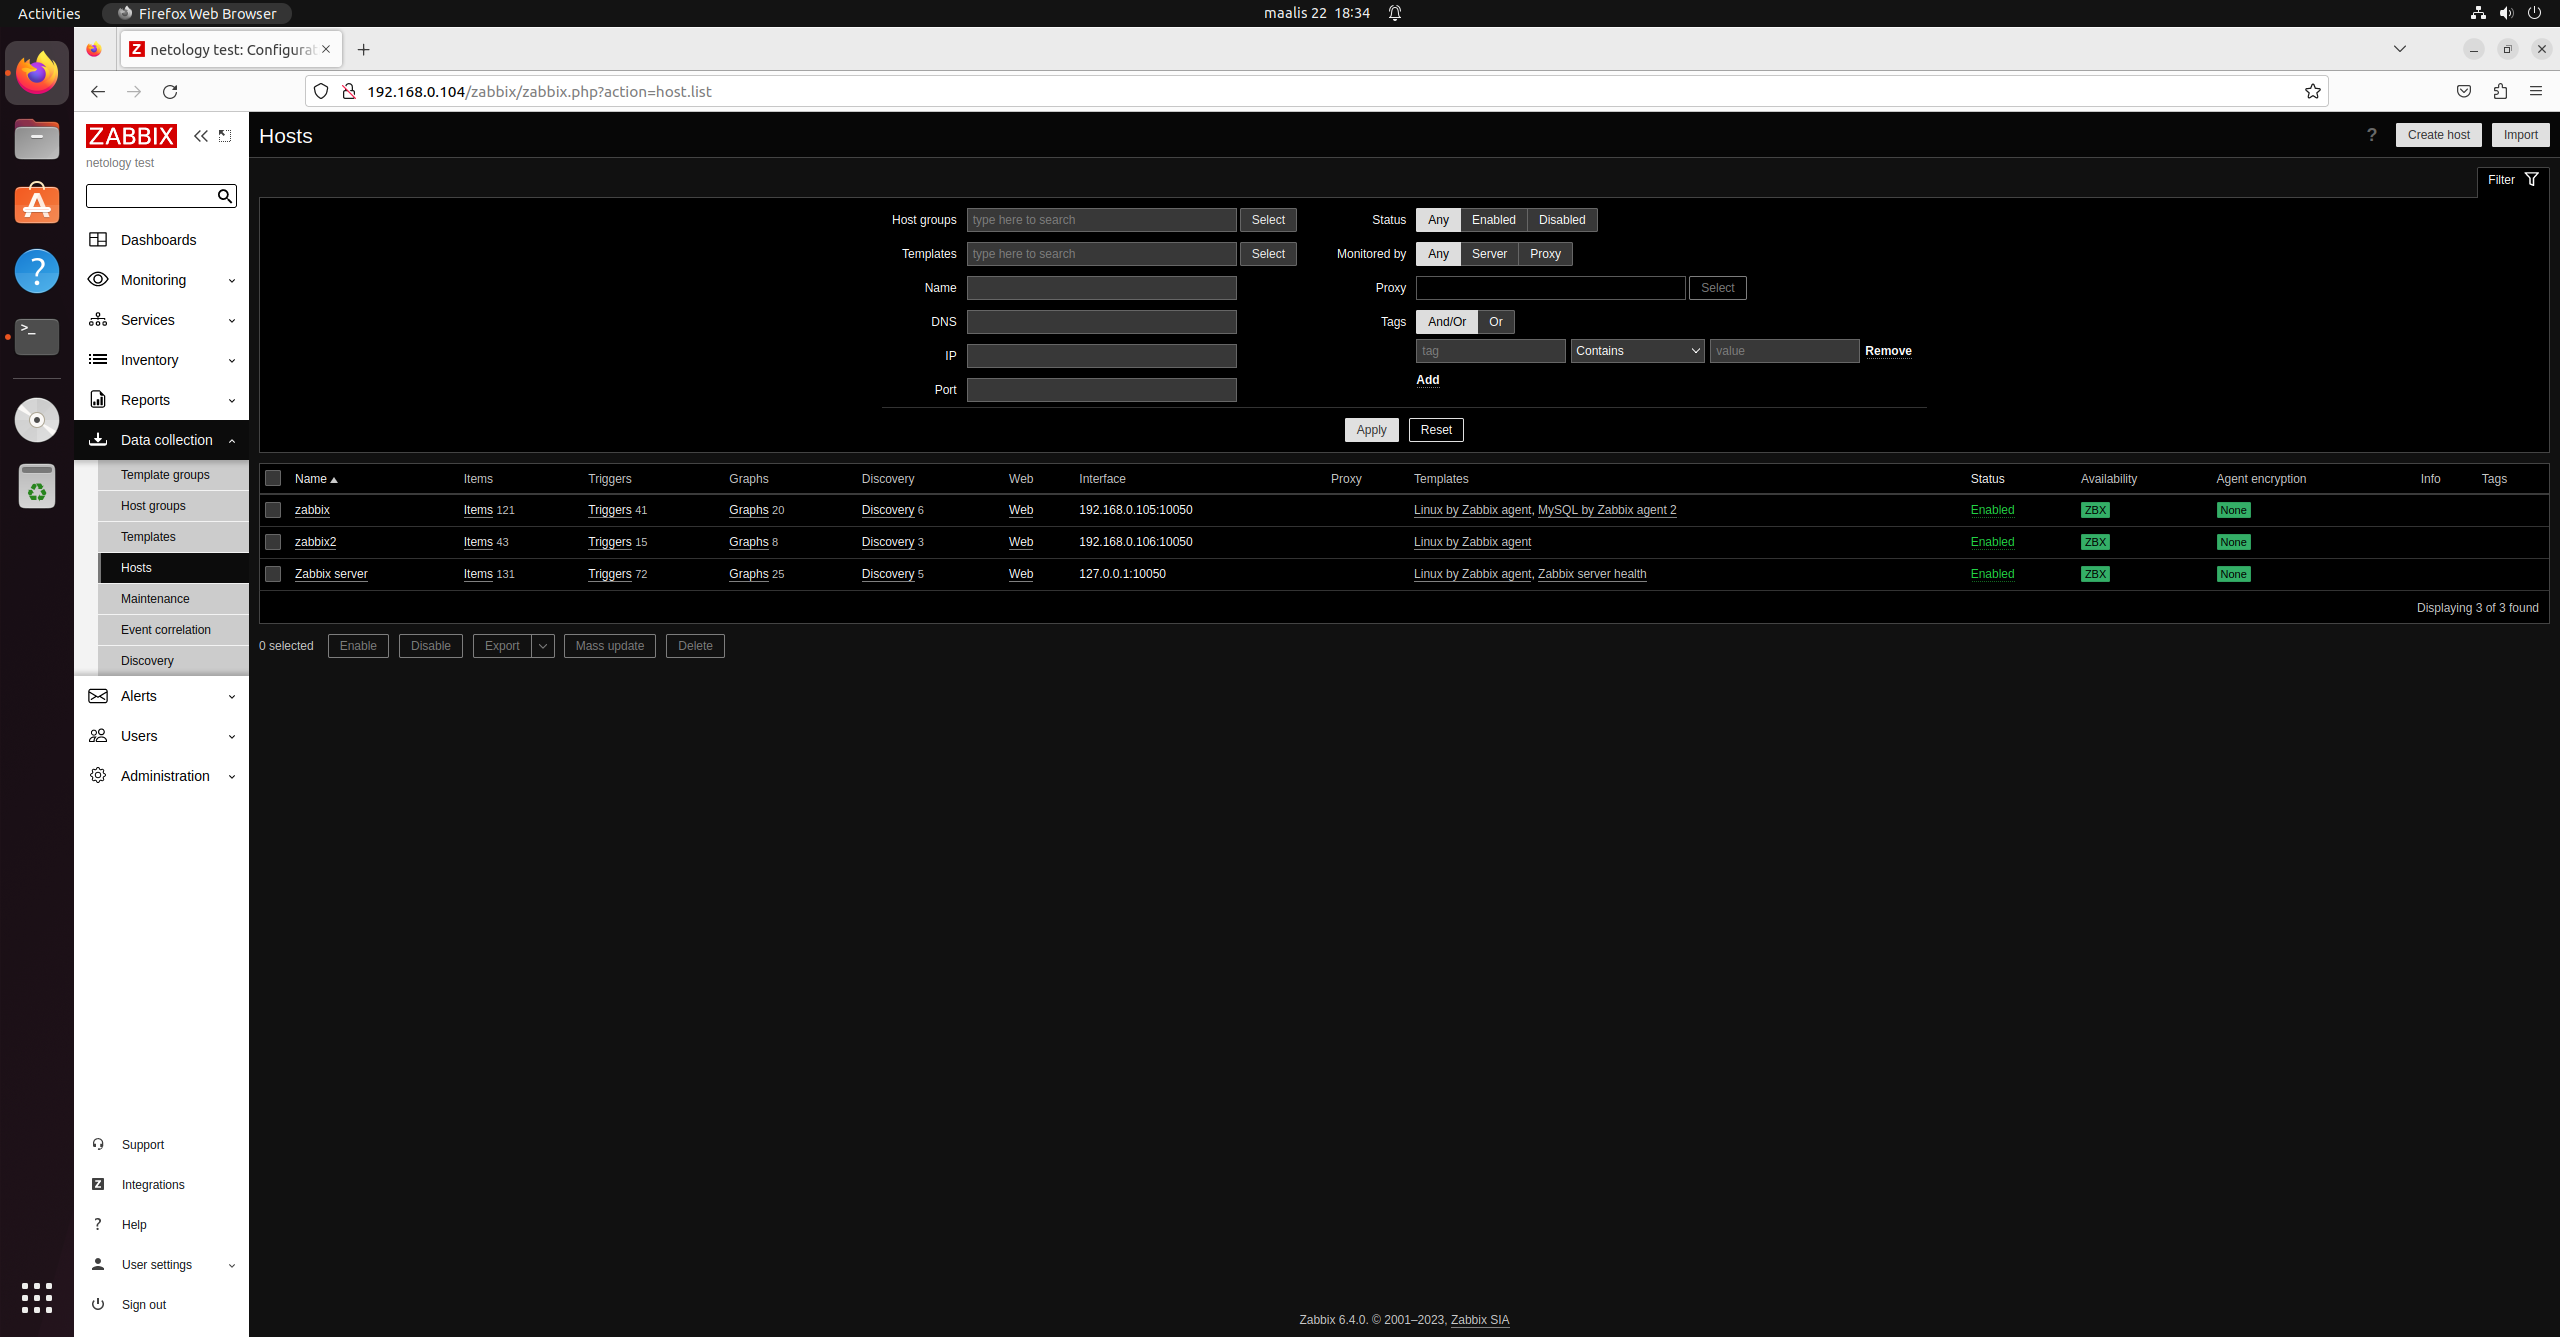 Activities Firefox Web Browser maalis 22 18:34
netology test: Configurat
192.168.0.104/zabbix/zabbix.php?action=host.list
ZABBIX
netology test
Dashboards
Monitoring
Services
Inventory
Reports
Data collection
Template groups
Host groups
Templates
Hosts
Maintenance
Event correlation
Discovery
Alerts
Users
Administration
Support
Integrations
Help
User settings
Sign out
Hosts ? Create host Import
Filter
Host groups type here to search Select Status Any Enabled Disabled
Templates type here to search Select Monitored by Any Server Proxy
Name Proxy Select
DNS Tags And/Or Or
IP tag Contains value Remove
Port Add
Apply Reset
Name Items Triggers Graphs Discovery Web Interface Proxy Templates Status Availability Agent encryption Info Tags
zabbix Items 121 Triggers 41 Graphs 20 Discovery 6 Web 192.168.0.105:10050 Linux by Zabbix agent, MySQL by Zabbix agent 2 Enabled ZBX None
zabbix2 Items 43 Triggers 15 Graphs 8 Discovery 3 Web 192.168.0.106:10050 Linux by Zabbix agent Enabled ZBX None
Zabbix server Items 131 Triggers 72 Graphs 25 Discovery 5 Web 127.0.0.1:10050 Linux by Zabbix agent, Zabbix server health Enabled ZBX None
Displaying 3 of 3 found
0 selected Enable Disable Export Mass update Delete
Zabbix 6.4.0. © 2001–2023, Zabbix SIA